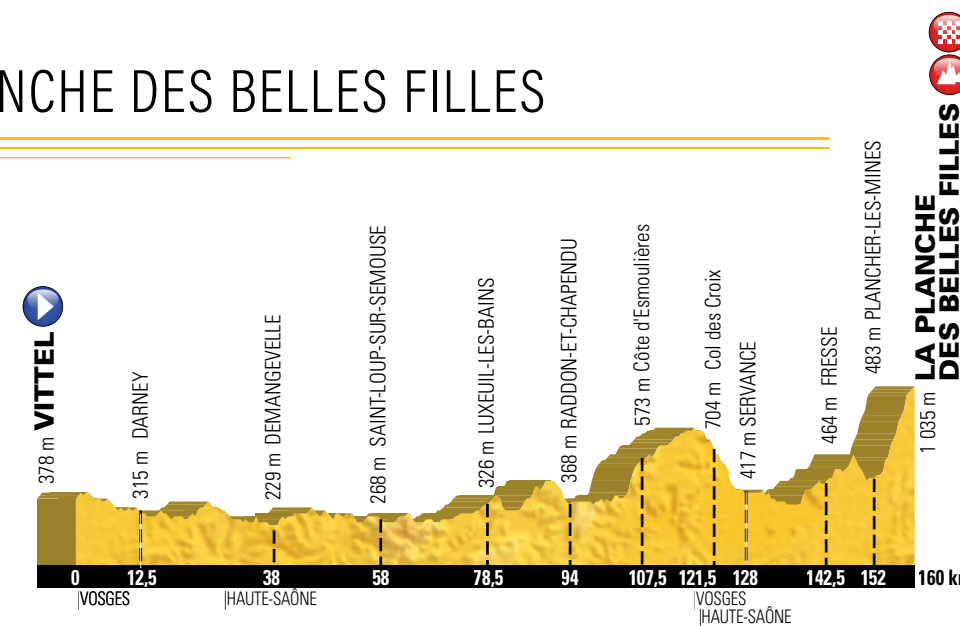 NCHE DES BELLES FILLES
378 m VITTEL
315 m DARNEY
229 m DEMANGEVELLE
268 m SAINT-LOUP-SUR-SEMOUSE
326 m LUXEUIL-LES-BAINS
368 m RADDON-ET-CHAPENDU
573 m Côte d'Esmoulières
704 m Col des Croix
417 m SERVANCE
464 m FRESSE
483 m PLANCHER-LES-MINES
1 035 m LA PLANCHE
DES BELLES FILLES
0 12,5 38 58 78,5 94 107,5 121,5 128 142,5 152 160 km
VOSGES HAUTE-SAÔNE VOSGES
HAUTE-SAÔNE